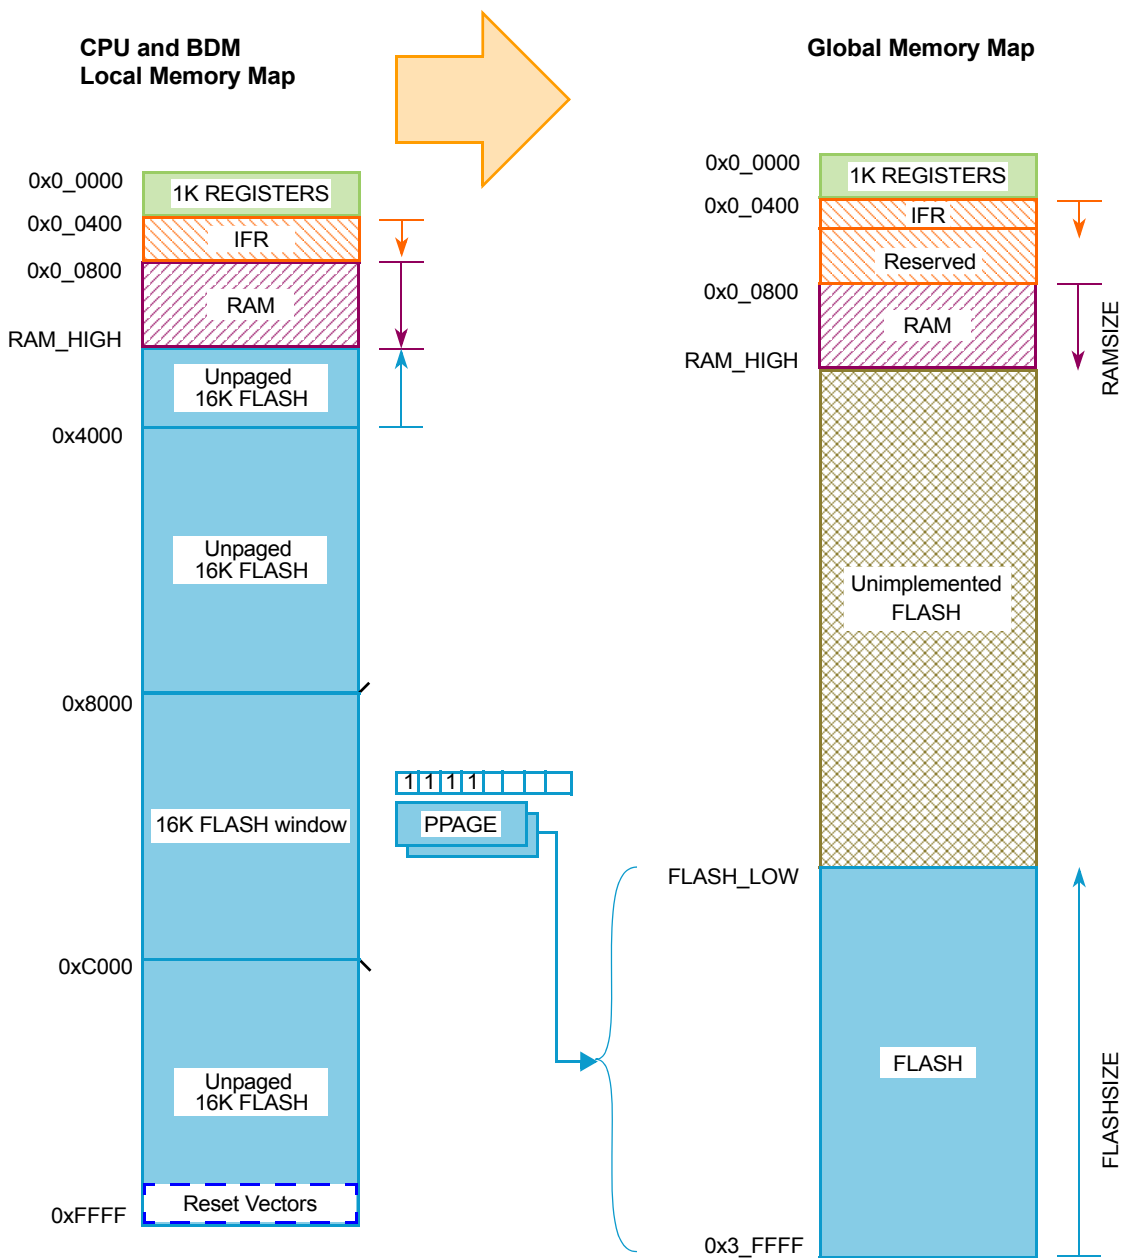 CPU and BDM
Local Memory Map
Global Memory Map
0x0_0000
1K REGISTERS
0x0_0400
IFR
0x0_0800
RAM
RAM_HIGH
Unpaged
16K FLASH
0x4000
Unpaged
16K FLASH
0x8000
16K FLASH window
0xC000
Unpaged
16K FLASH
Reset Vectors
0xFFFF
1 1 1 1
PPAGE
0x0_0000
1K REGISTERS
0x0_0400
IFR
Reserved
0x0_0800
RAM
RAM_HIGH
RAMSIZE
Unimplemented
FLASH
FLASH_LOW
FLASH
FLASHSIZE
0x3_FFFF